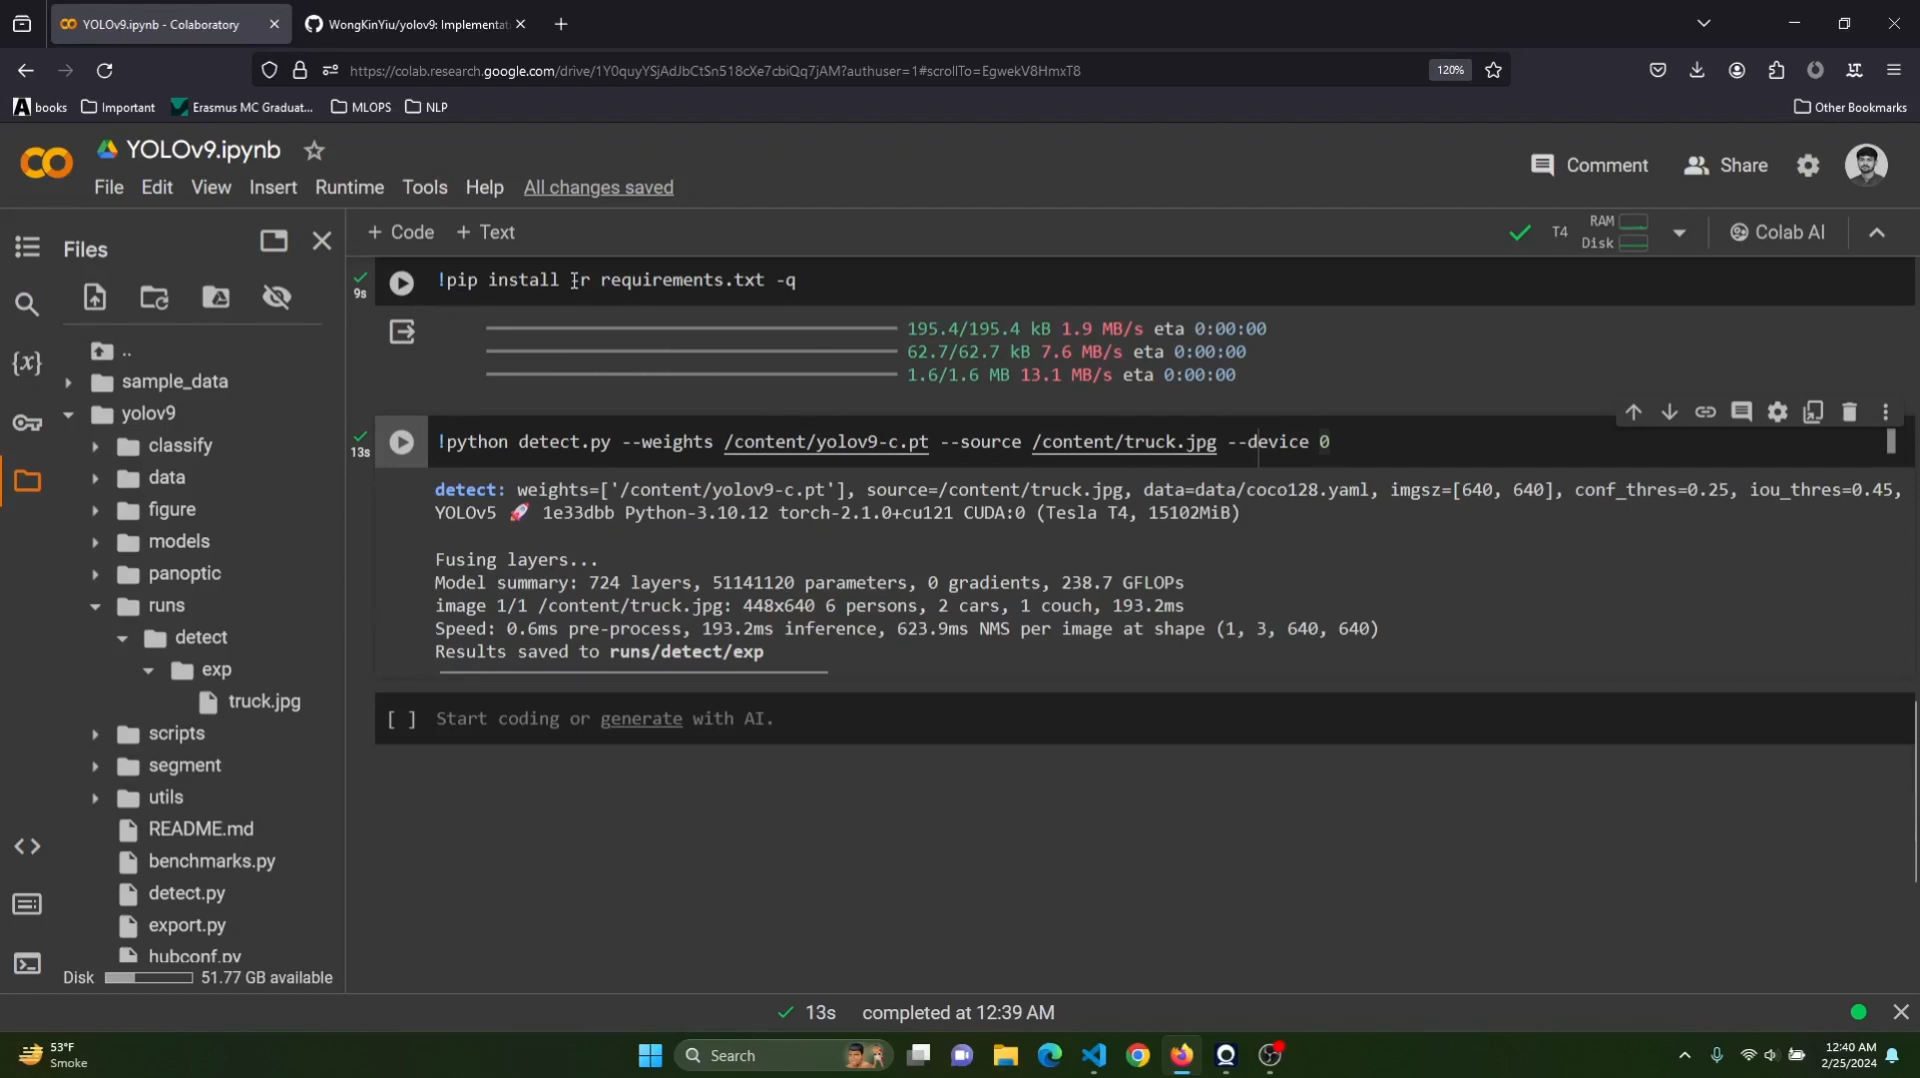 YOLOv9.ipynb - Colaboratory
WongKinYiu/yolov9: Implementat
https://colab.research.google.com/drive/1Y0quyYSjAdJbCtSn518cXe7cbiQq7jAM?authuser=1#scrollTo=EgwekV8HmxT8
120%
books
Important
Erasmus MC Graduat...
MLOPS
NLP
Other Bookmarks
YOLOv9.ipynb
Comment
Share
File Edit View Insert Runtime Tools Help All changes saved
Files
+ Code + Text
T4
RAM
Disk
Colab AI
9s
!pip install -r requirements.txt -q
195.4/195.4 kB 1.9 MB/s eta 0:00:00
62.7/62.7 kB 7.6 MB/s eta 0:00:00
1.6/1.6 MB 13.1 MB/s eta 0:00:00
13s
!python detect.py --weights /content/yolov9-c.pt --source /content/truck.jpg --device 0
detect: weights=['/content/yolov9-c.pt'], source=/content/truck.jpg, data=data/coco128.yaml, imgsz=[640, 640], conf_thres=0.25, iou_thres=0.45,
YOLOv5 🚀 1e33dbb Python-3.10.12 torch-2.1.0+cu121 CUDA:0 (Tesla T4, 15102MiB)
Fusing layers...
Model summary: 724 layers, 51141120 parameters, 0 gradients, 238.7 GFLOPs
image 1/1 /content/truck.jpg: 448x640 6 persons, 2 cars, 1 couch, 193.2ms
Speed: 0.6ms pre-process, 193.2ms inference, 623.9ms NMS per image at shape (1, 3, 640, 640)
Results saved to runs/detect/exp
[ ] Start coding or generate with AI.
..
sample_data
yolov9
classify
data
figure
models
panoptic
runs
detect
exp
truck.jpg
scripts
segment
utils
README.md
benchmarks.py
detect.py
export.py
hubconf.py
Disk 51.77 GB available
13s completed at 12:39 AM
53°F
Smoke
Search
12:40 AM
2/25/2024